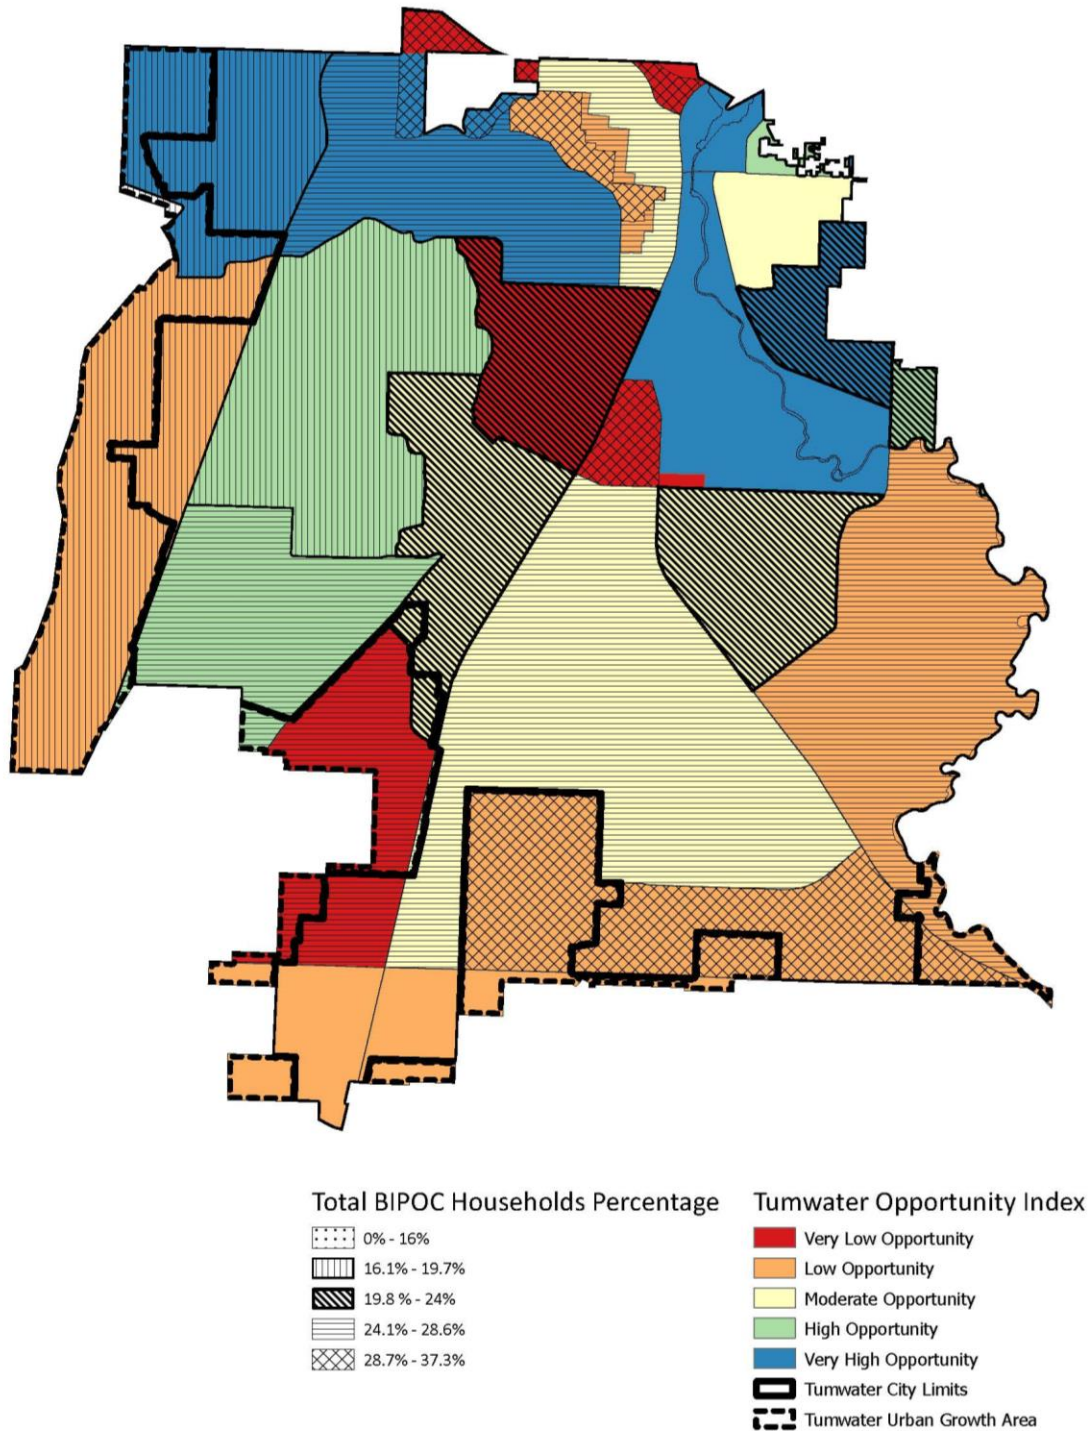 Total BIPOC Households Percentage
0% - 16%
16.1% - 19.7%
19.8 % - 24%
24.1% - 28.6%
28.7% - 37.3%
Tumwater Opportunity Index
Very Low Opportunity
Low Opportunity
Moderate Opportunity
High Opportunity
Very High Opportunity
Tumwater City Limits
Tumwater Urban Growth Area